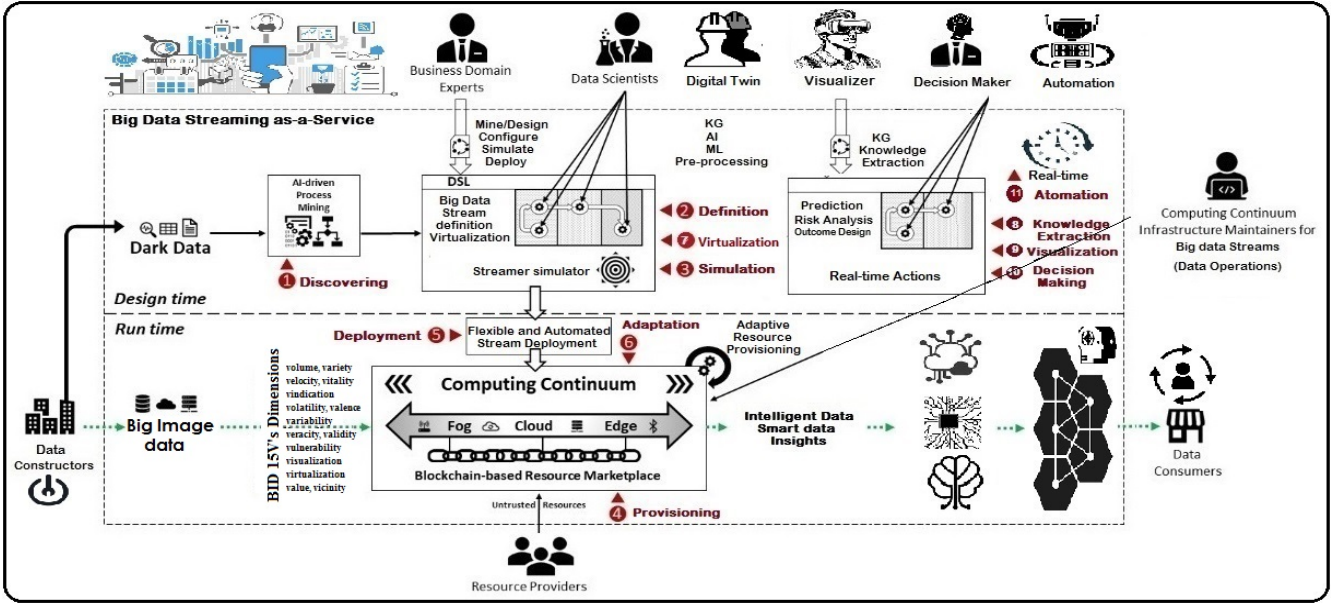 Business Domain
Experts
Data Scientists
Digital Twin
Visualizer
Decision Maker
Automation
Big Data Streaming as-a-Service
Mine/Design
Configure
Simulate
Deploy
KG
AI
ML
Pre-processing
KG
Knowledge
Extraction
Real-time
11 Atomation
AI-driven
Process
Mining
Dark Data
1 Discovering
DSL
Big Data
Stream
definition
Virtualization
Streamer simulator
2 Definition
7 Virtualization
3 Simulation
Prediction
Risk Analysis
Outcome Design
Real-time Actions
8 Knowledge
Extraction
9 Visualization
10 Decision
Making
Computing Continuum
Infrastructure Maintainers for
Big data Streams
(Data Operations)
Design time
Run time
Deployment 5
Flexible and Automated
Stream Deployment
Adaptation
6
Adaptive
Resource
Provisioning
BID 15V's Dimensions
volume, variety
velocity, vitality
vindication
volatility, valence
variability
veracity, validity
vulnerability
visualization
virtualization
value, vicinity
Computing Continuum
Fog
Cloud
Edge
Blockchain-based Resource Marketplace
Data
Constructors
Big Image
data
Intelligent Data
Smart data
Insights
Data
Consumers
Untrusted Resources
4 Provisioning
Resource Providers